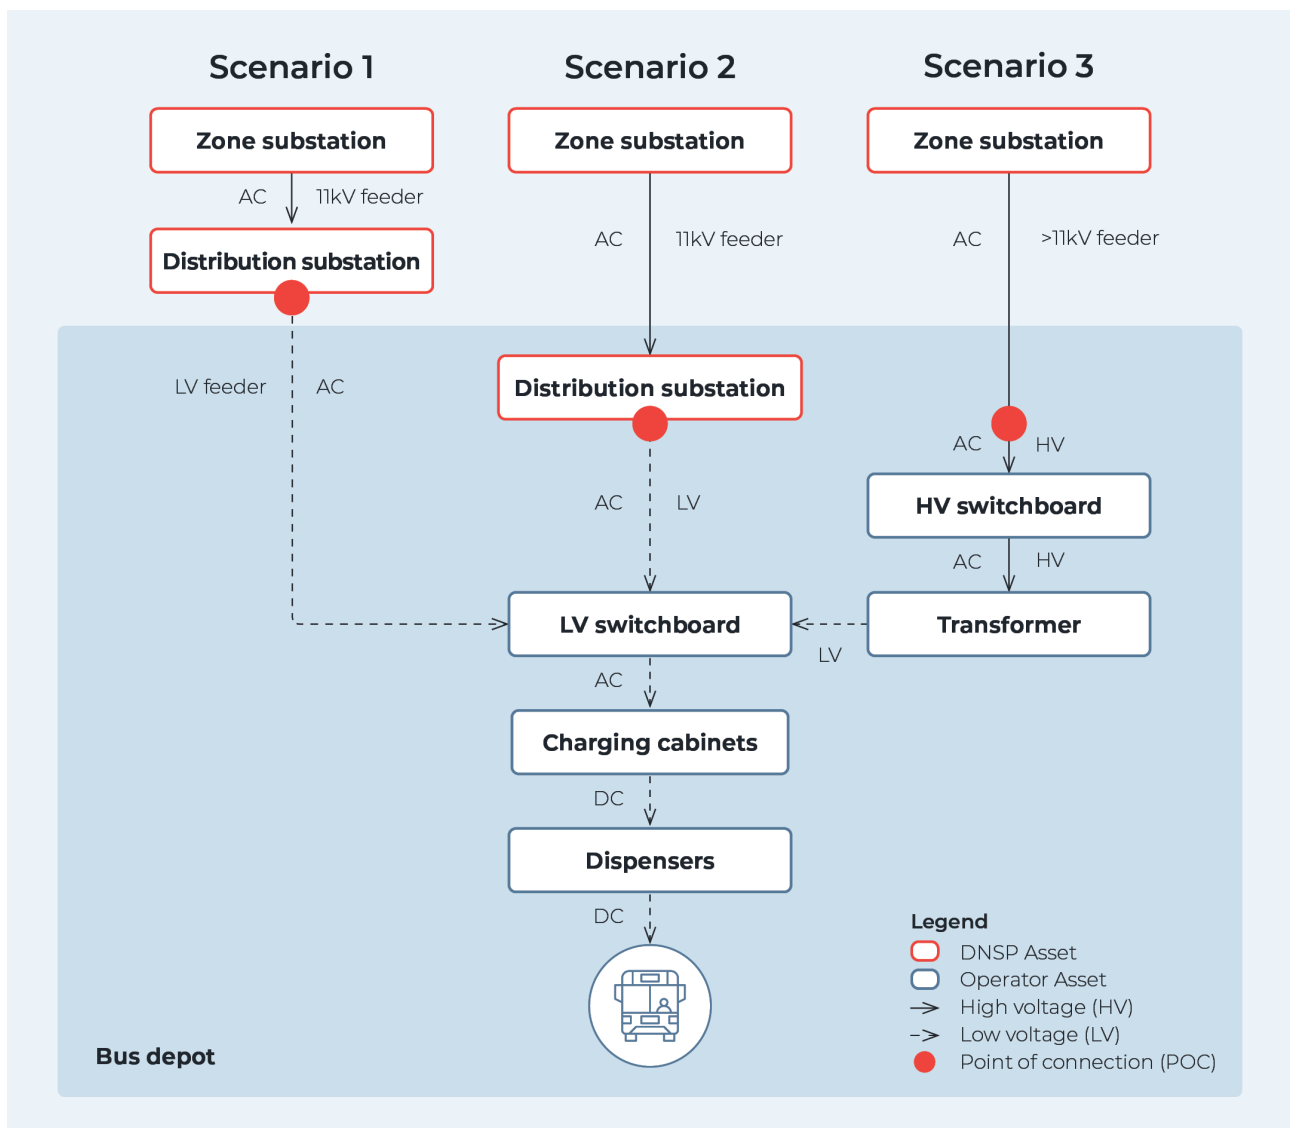 Scenario 1
Scenario 2
Scenario 3
Zone substation
Zone substation
Zone substation
AC
11kV feeder
AC
11kV feeder
AC
>11kV feeder
Distribution substation
LV feeder
AC
Distribution substation
AC
HV
HV switchboard
AC
LV
AC
HV
LV switchboard
Transformer
LV
AC
Charging cabinets
DC
Dispensers
DC
Legend
DNSP Asset
Operator Asset
High voltage (HV)
Low voltage (LV)
Point of connection (POC)
Bus depot